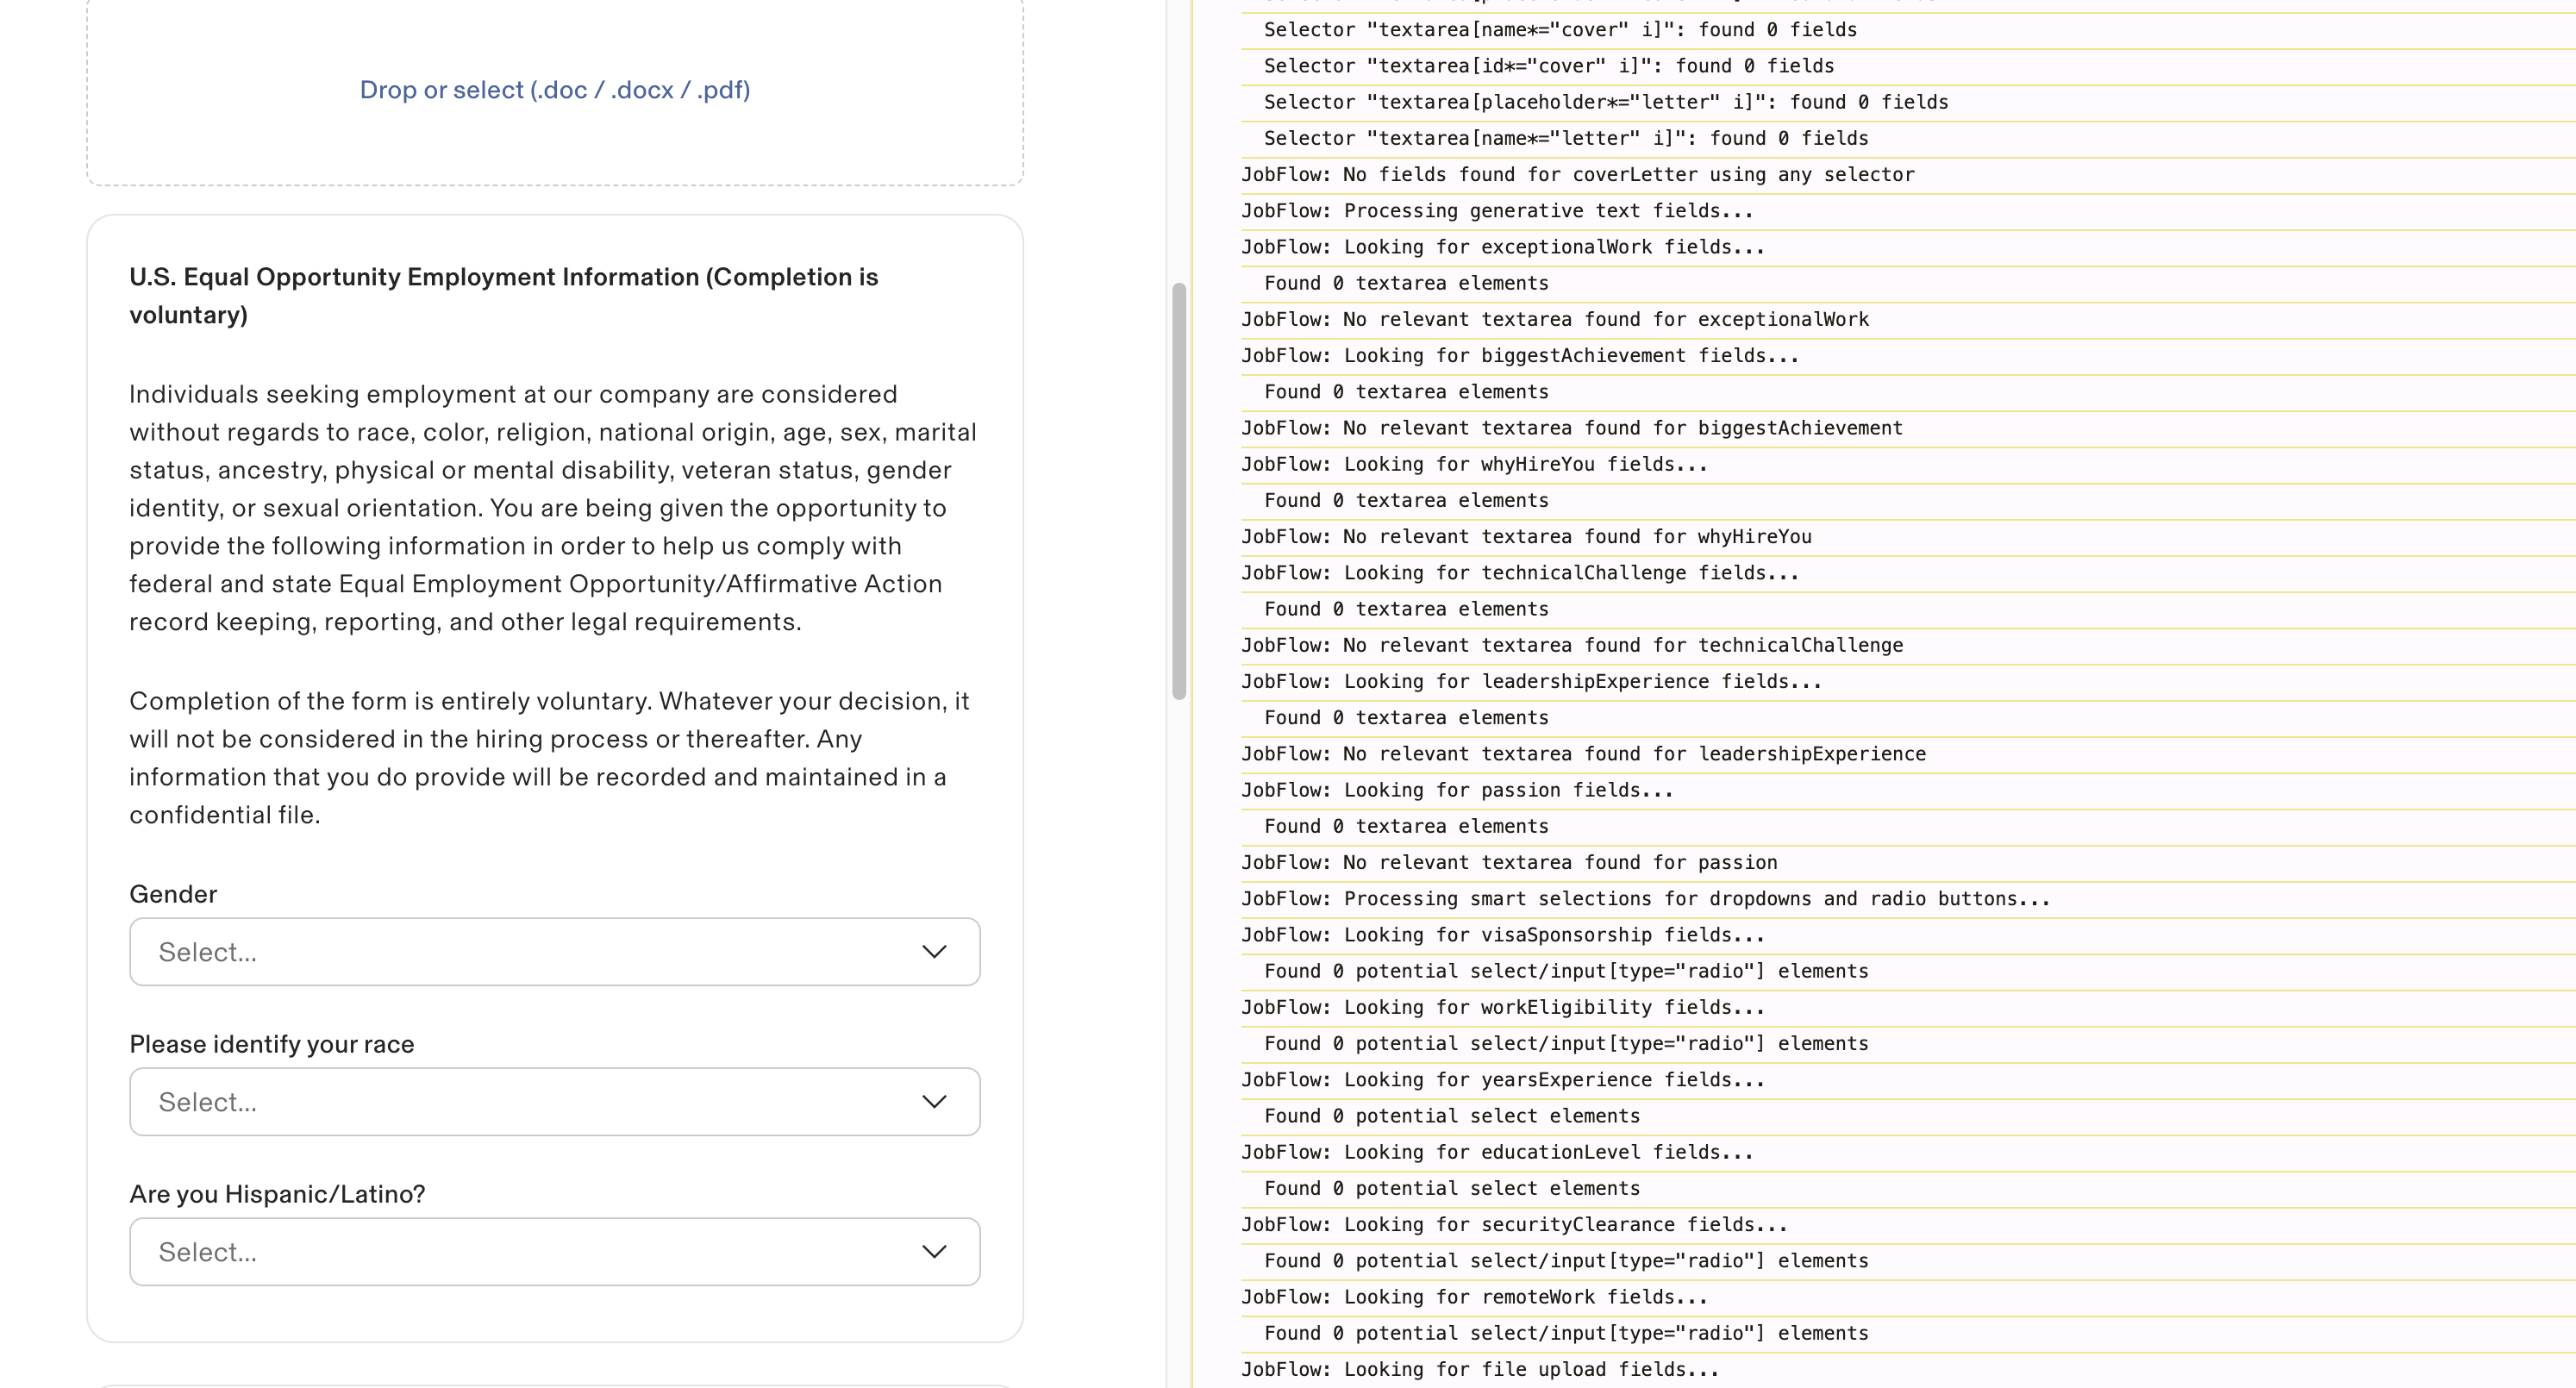 Drop or select (.doc / .docx / .pdf)
U.S. Equal Opportunity Employment Information (Completion is
voluntary)
Individuals seeking employment at our company are considered
without regards to race, color, religion, national origin, age, sex, marital
status, ancestry, physical or mental disability, veteran status, gender
identity, or sexual orientation. You are being given the opportunity to
provide the following information in order to help us comply with
federal and state Equal Employment Opportunity/Affirmative Action
record keeping, reporting, and other legal requirements.
Completion of the form is entirely voluntary. Whatever your decision, it
will not be considered in the hiring process or thereafter. Any
information that you do provide will be recorded and maintained in a
confidential file.
Gender
Select...
Please identify your race
Select...
Are you Hispanic/Latino?
Select...
Selector "textarea[name*="cover" i]": found 0 fields
Selector "textarea[id*="cover" i]": found 0 fields
Selector "textarea[placeholder*="letter" i]": found 0 fields
Selector "textarea[name*="letter" i]": found 0 fields
JobFlow: No fields found for coverLetter using any selector
JobFlow: Processing generative text fields...
JobFlow: Looking for exceptionalWork fields...
Found 0 textarea elements
JobFlow: No relevant textarea found for exceptionalWork
JobFlow: Looking for biggestAchievement fields...
Found 0 textarea elements
JobFlow: No relevant textarea found for biggestAchievement
JobFlow: Looking for whyHireYou fields...
Found 0 textarea elements
JobFlow: No relevant textarea found for whyHireYou
JobFlow: Looking for technicalChallenge fields...
Found 0 textarea elements
JobFlow: No relevant textarea found for technicalChallenge
JobFlow: Looking for leadershipExperience fields...
Found 0 textarea elements
JobFlow: No relevant textarea found for leadershipExperience
JobFlow: Looking for passion fields...
Found 0 textarea elements
JobFlow: No relevant textarea found for passion
JobFlow: Processing smart selections for dropdowns and radio buttons...
JobFlow: Looking for visaSponsorship fields...
Found 0 potential select/input[type="radio"] elements
JobFlow: Looking for workEligibility fields...
Found 0 potential select/input[type="radio"] elements
JobFlow: Looking for yearsExperience fields...
Found 0 potential select elements
JobFlow: Looking for educationLevel fields...
Found 0 potential select elements
JobFlow: Looking for securityClearance fields...
Found 0 potential select/input[type="radio"] elements
JobFlow: Looking for remoteWork fields...
Found 0 potential select/input[type="radio"] elements
JobFlow: Looking for file upload fields...